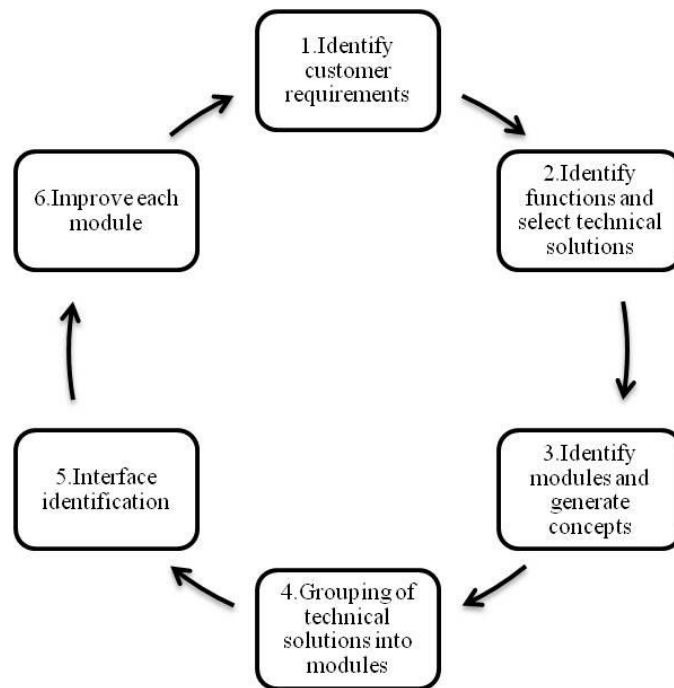 1.Identify
customer
requirements
2.Identify
functions and
select technical
solutions
3.Identify
modules and
generate
concepts
4.Grouping of
technical
solutions into
modules
5.Interface
identification
6.Improve each
module